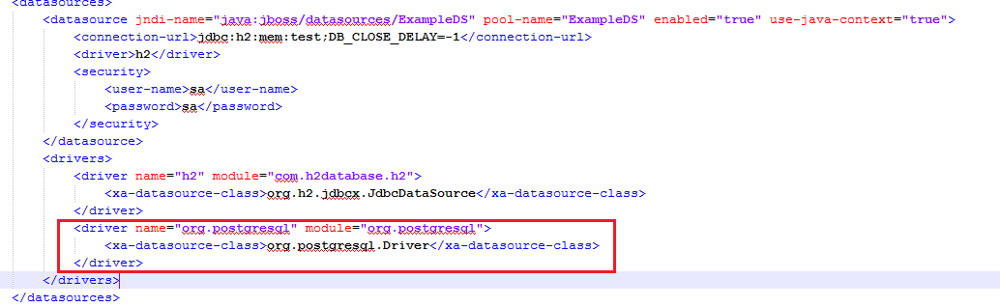 <datasources>
<datasource jndi-name="java:jboss/datasources/ExampleDS" pool-name="ExampleDS" enabled="true" use-java-context="true">
<connection-url>jdbc:h2:mem:test;DB_CLOSE_DELAY=-1</connection-url>
<driver>h2</driver>
<security>
<user-name>sa</user-name>
<password>sa</password>
</security>
</datasource>
<drivers>
<driver name="h2" module="com.h2database.h2">
<xa-datasource-class>org.h2.jdbcx.JdbcDataSource</xa-datasource-class>
</driver>
<driver name="org.postgresql" module="org.postgresql">
<xa-datasource-class>org.postgresql.Driver</xa-datasource-class>
</driver>
</drivers>
</datasources>